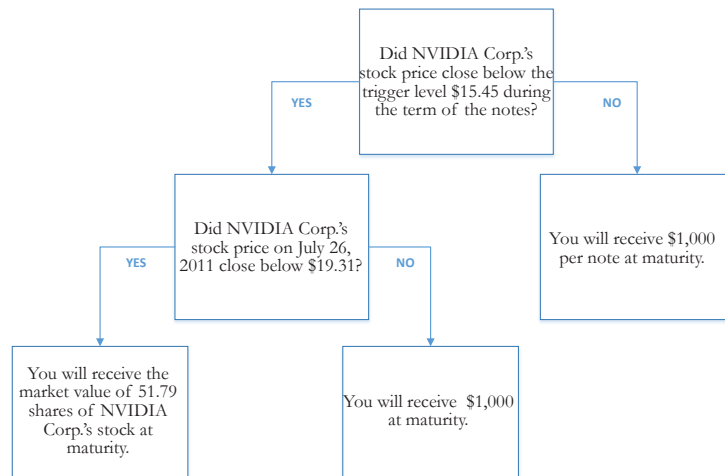 Did NVIDIA Corp.'s
stock price close below the
trigger level $15.45 during
the term of the notes?
YES
NO
Did NVIDIA Corp.'s
stock price on July 26,
2011 close below $19.31?
You will receive $1,000
per note at maturity.
YES
NO
You will receive the
market value of 51.79
shares of NVIDIA
Corp.'s stock at
maturity.
You will receive $1,000
at maturity.